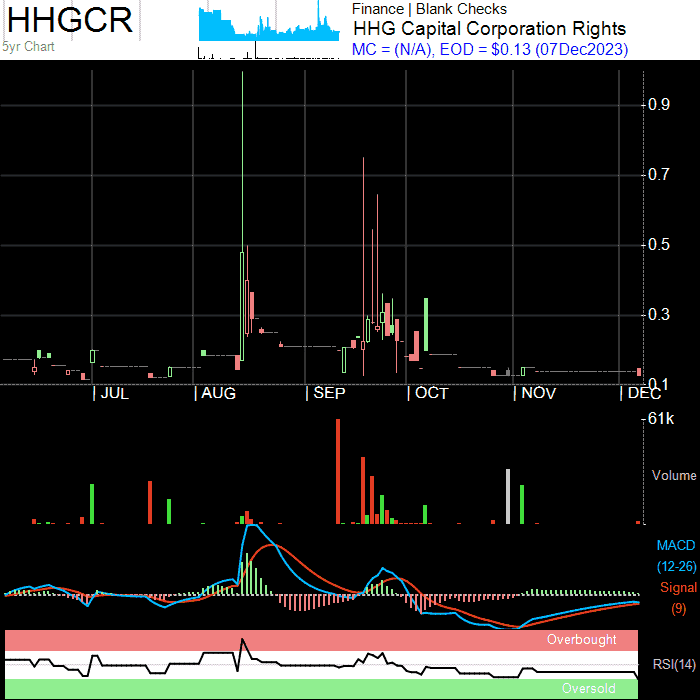 HHGCR
5yr Chart
Finance | Blank Checks
HHG Capital Corporation Rights
MC = (N/A), EOD = $0.13 (07Dec2023)
0.9
0.7
0.5
0.3
0.1
JUL AUG SEP OCT NOV DEC
61k
Volume
MACD
(12-26)
Signal
(9)
Overbought
RSI(14)
Oversold